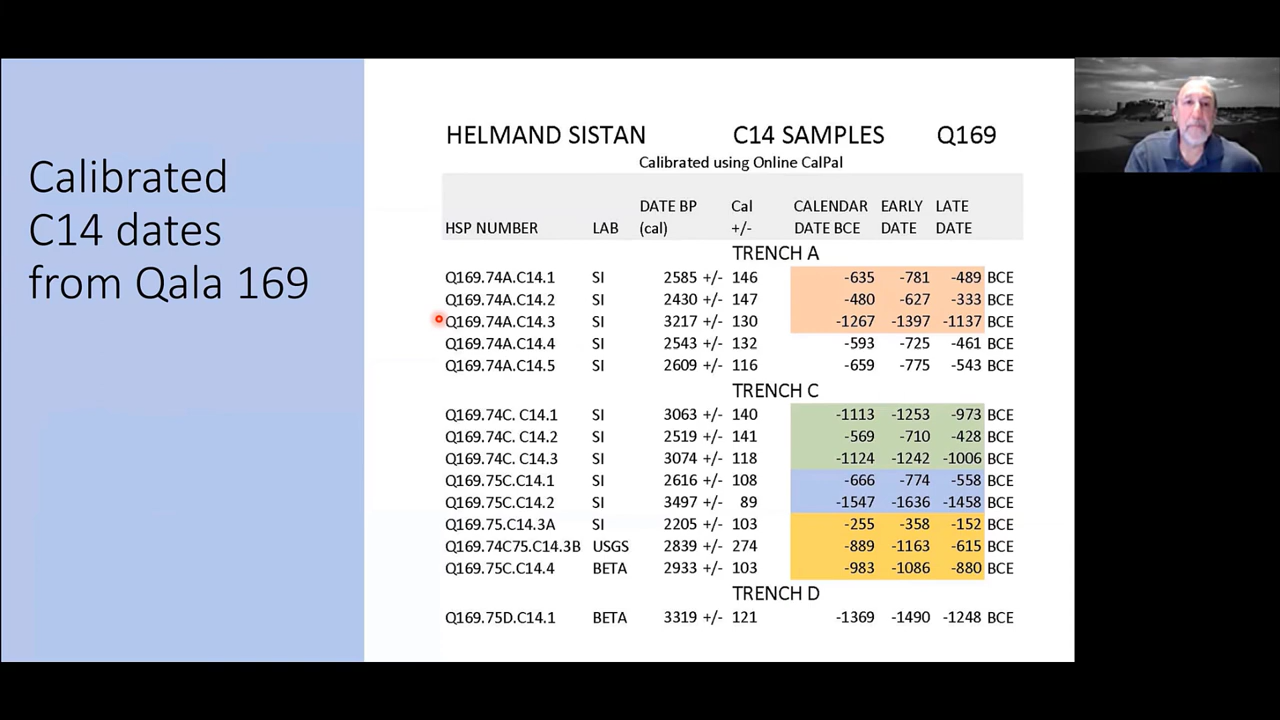 Calibrated
C14 dates
from Qala 169
HELMAND SISTAN C14 SAMPLES Q169
Calibrated using Online CalPal
DATE BP Cal CALENDAR EARLY LATE
HSP NUMBER LAB (cal) +/- DATE BCE DATE DATE
TRENCH A
Q169.74A.C14.1 SI 2585 +/- 146 -635 -781 -489 BCE
Q169.74A.C14.2 SI 2430 +/- 147 -480 -627 -333 BCE
Q169.74A.C14.3 SI 3217 +/- 130 -1267 -1397 -1137 BCE
Q169.74A.C14.4 SI 2543 +/- 132 -593 -725 -461 BCE
Q169.74A.C14.5 SI 2609 +/- 116 -659 -775 -543 BCE
TRENCH C
Q169.74C. C14.1 SI 3063 +/- 140 -1113 -1253 -973 BCE
Q169.74C. C14.2 SI 2519 +/- 141 -569 -710 -428 BCE
Q169.74C. C14.3 SI 3074 +/- 118 -1124 -1242 -1006 BCE
Q169.75C.C14.1 SI 2616 +/- 108 -666 -774 -558 BCE
Q169.75C.C14.2 SI 3497 +/- 89 -1547 -1636 -1458 BCE
Q169.75.C14.3A SI 2205 +/- 103 -255 -358 -152 BCE
Q169.74C75.C14.3B USGS 2839 +/- 274 -889 -1163 -615 BCE
Q169.75C.C14.4 BETA 2933 +/- 103 -983 -1086 -880 BCE
TRENCH D
Q169.75D.C14.1 BETA 3319 +/- 121 -1369 -1490 -1248 BCE